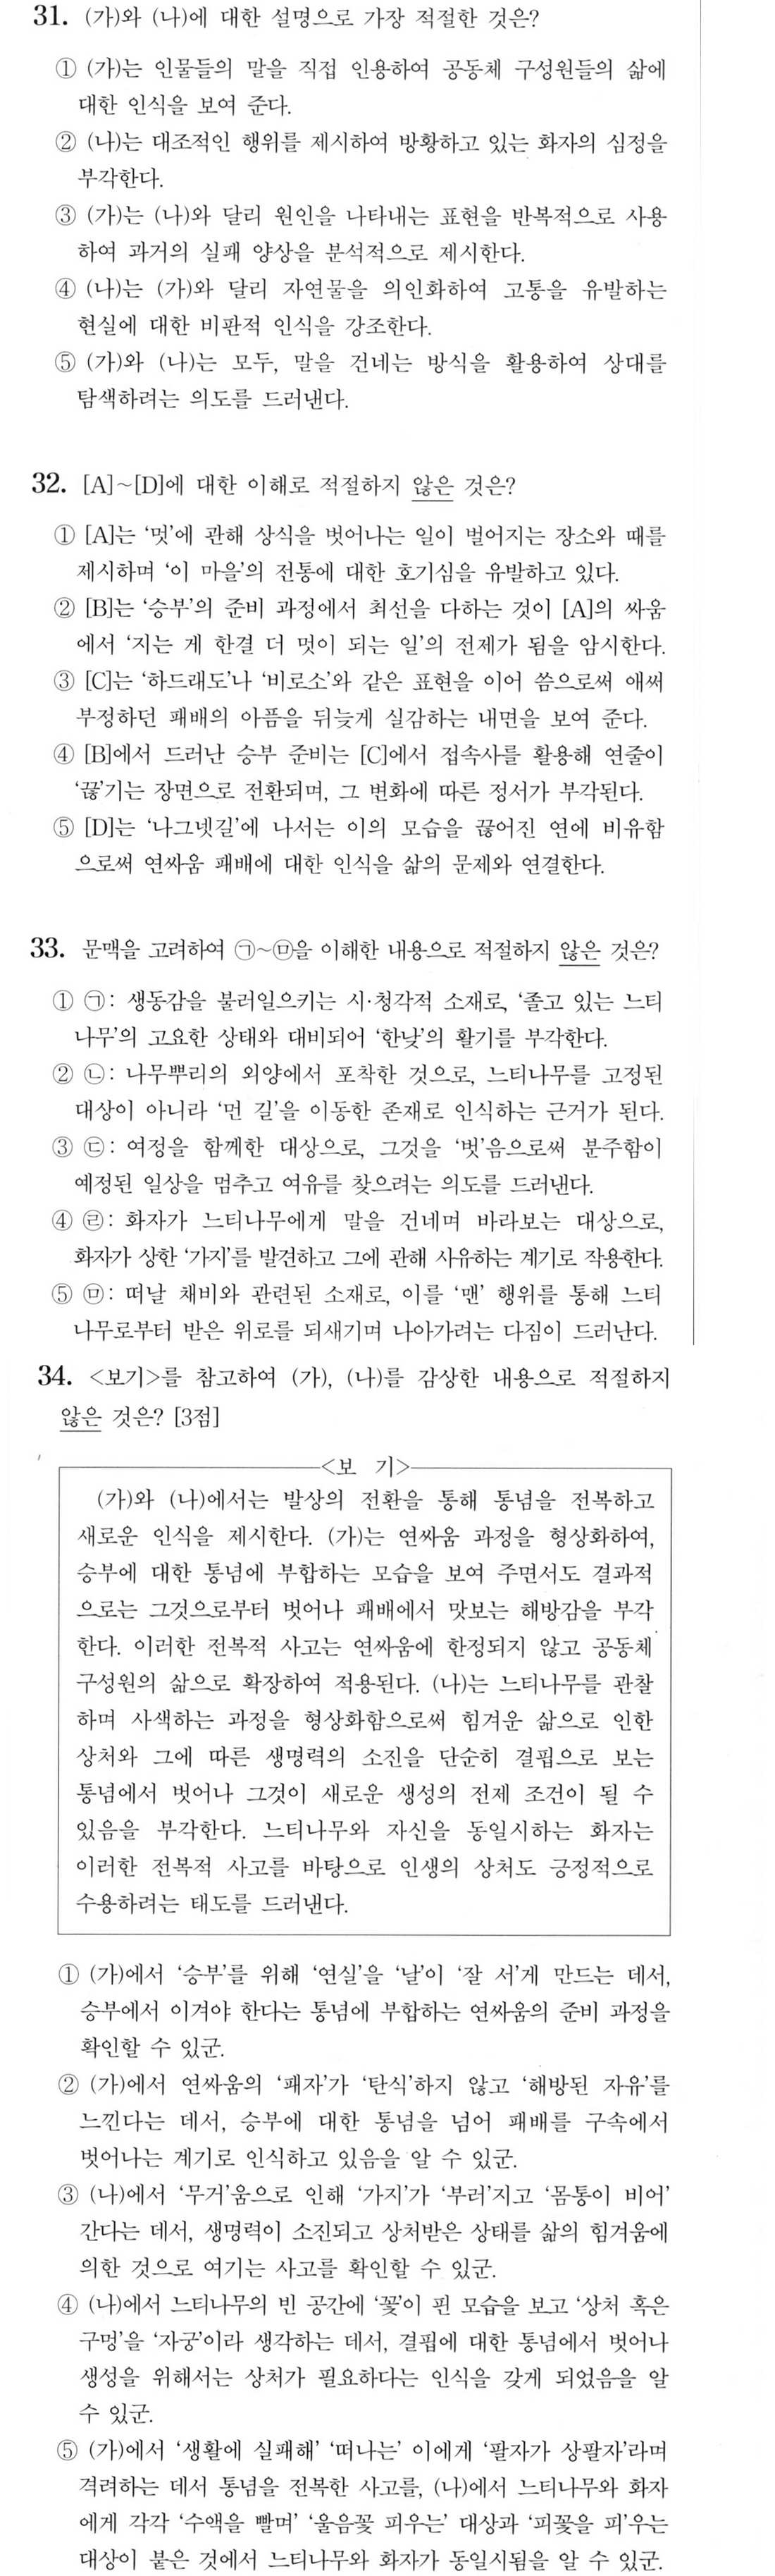 31. (가)와 (나)에 대한 설명으로 가장 적절한 것은?
① (가)는 인물들의 말을 직접 인용하여 공동체 구성원들의 삶에
대한 인식을 보여 준다.
② (나)는 대조적인 행위를 제시하여 방황하고 있는 화자의 심정을
부각한다.
③ (가)는 (나)와 달리 원인을 나타내는 표현을 반복적으로 사용
하여 과거의 실패 양상을 분석적으로 제시한다.
④ (나)는 (가)와 달리 자연물을 의인화하여 고통을 유발하는
현실에 대한 비판적 인식을 강조한다.
⑤ (가)와 (나)는 모두, 말을 건네는 방식을 활용하여 상대를
탐색하려는 의도를 드러낸다.
32. [A]~[D]에 대한 이해로 적절하지 않은 것은?
① [A]는 ‘멋’에 관해 상식을 벗어나는 일이 벌어지는 장소와 때를
제시하며 ‘이 마을’의 전통에 대한 호기심을 유발하고 있다.
② [B]는 ‘승부’의 준비 과정에서 최선을 다하는 것이 [A]의 싸움
에서 ‘지는 게 한결 더 멋이 되는 일’의 전제가 됨을 암시한다.
③ [C]는 ‘하드래도’나 ‘비로소’와 같은 표현을 이어 씀으로써 애써
부정하던 패배의 아픔을 뒤늦게 실감하는 내면을 보여 준다.
④ [B]에서 드러난 승부 준비는 [C]에서 접속사를 활용해 연줄이
‘끊’기는 장면으로 전환되며, 그 변화에 따른 정서가 부각된다.
⑤ [D]는 ‘나그넷길’에 나서는 이의 모습을 끊어진 연에 비유함
으로써 연싸움 패배에 대한 인식을 삶의 문제와 연결한다.
33. 문맥을 고려하여 ㉠~㉤을 이해한 내용으로 적절하지 않은 것은?
① ㉠: 생동감을 불러일으키는 시·청각적 소재로, ‘졸고 있는 느티
나무’의 고요한 상태와 대비되어 ‘한낮’의 활기를 부각한다.
② ㉡: 나무뿌리의 외양에서 포착한 것으로, 느티나무를 고정된
대상이 아니라 ‘먼 길’을 이동한 존재로 인식하는 근거가 된다.
③ ㉢: 여정을 함께한 대상으로, 그것을 ‘벗’음으로써 분주함이
예정된 일상을 멈추고 여유를 찾으려는 의도를 드러낸다.
④ ㉣: 화자가 느티나무에게 말을 건네며 바라보는 대상으로,
화자가 상한 ‘가지’를 발견하고 그에 관해 사유하는 계기로 작용한다.
⑤ ㉤: 떠날 채비와 관련된 소재로, 이를 ‘맨’ 행위를 통해 느티
나무로부터 받은 위로를 되새기며 나아가려는 다짐이 드러난다.
34. <보기>를 참고하여 (가), (나)를 감상한 내용으로 적절하지
않은 것은? [3점]
<보 기>
(가)와 (나)에서는 발상의 전환을 통해 통념을 전복하고
새로운 인식을 제시한다. (가)는 연싸움 과정을 형상화하여,
승부에 대한 통념에 부합하는 모습을 보여 주면서도 결과적
으로는 그것으로부터 벗어나 패배에서 맛보는 해방감을 부각
한다. 이러한 전복적 사고는 연싸움에 한정되지 않고 공동체
구성원의 삶으로 확장하여 적용된다. (나)는 느티나무를 관찰
하며 사색하는 과정을 형상화함으로써 힘겨운 삶으로 인한
상처와 그에 따른 생명력의 소진을 단순히 결핍으로 보는
통념에서 벗어나 그것이 새로운 생성의 전제 조건이 될 수
있음을 부각한다. 느티나무와 자신을 동일시하는 화자는
이러한 전복적 사고를 바탕으로 인생의 상처도 긍정적으로
수용하려는 태도를 드러낸다.
① (가)에서 ‘승부’를 위해 ‘연실’을 ‘날’이 ‘잘 서’게 만드는 데서,
승부에서 이겨야 한다는 통념에 부합하는 연싸움의 준비 과정을
확인할 수 있군.
② (가)에서 연싸움의 ‘패자’가 ‘탄식’하지 않고 ‘해방된 자유’를
느낀다는 데서, 승부에 대한 통념을 넘어 패배를 구속에서
벗어나는 계기로 인식하고 있음을 알 수 있군.
③ (나)에서 ‘무거’움으로 인해 ‘가지’가 ‘부러’지고 ‘몸통이 비어’
간다는 데서, 생명력이 소진되고 상처받은 상태를 삶의 힘겨움에
의한 것으로 여기는 사고를 확인할 수 있군.
④ (나)에서 느티나무의 빈 공간에 ‘꽃’이 핀 모습을 보고 ‘상처 혹은
구멍’을 ‘자궁’이라 생각하는 데서, 결핍에 대한 통념에서 벗어나
생성을 위해서는 상처가 필요하다는 인식을 갖게 되었음을 알
수 있군.
⑤ (가)에서 ‘생활에 실패해’ ‘떠나는’ 이에게 ‘팔자가 상팔자’라며
격려하는 데서 통념을 전복한 사고를, (나)에서 느티나무와 화자
에게 각각 ‘수액을 빨며’ ‘울음꽃 피우는’ 대상과 ‘피꽃을 피’우는
대상이 붙은 것에서 느티나무와 화자가 동일시됨을 알 수 있군.